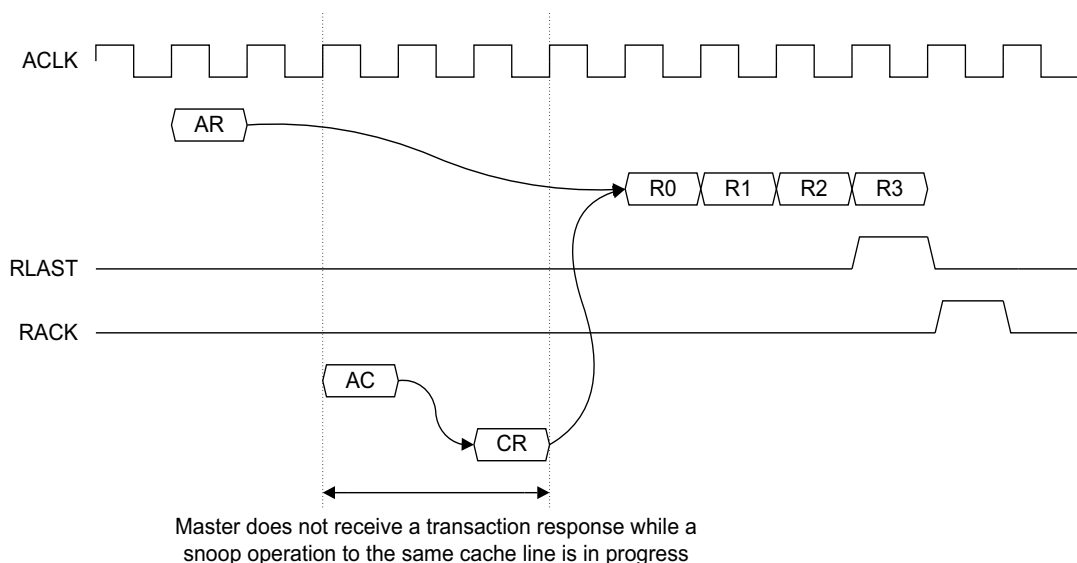 ACLK
AR
R0 R1 R2 R3
RLAST
RACK
AC
CR
Master does not receive a transaction response while a
snoop operation to the same cache line is in progress